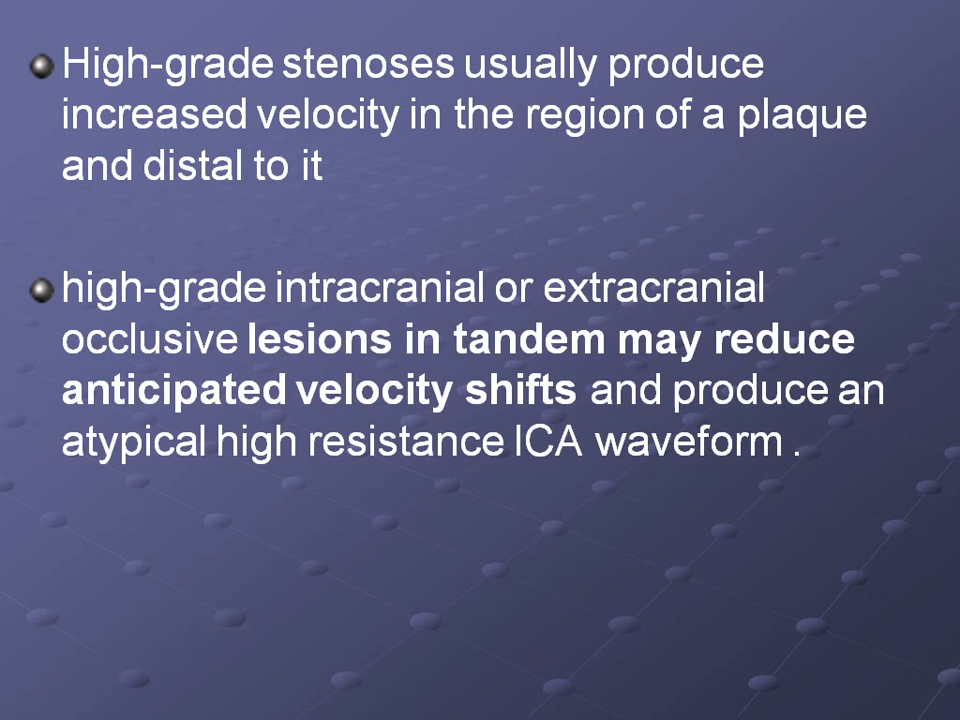 High-grade stenoses usually produce
increased velocity in the region of a plaque
and distal to it
high-grade intracranial or extracranial
occlusive lesions in tandem may reduce
anticipated velocity shifts and produce an
atypical high resistance ICA waveform .